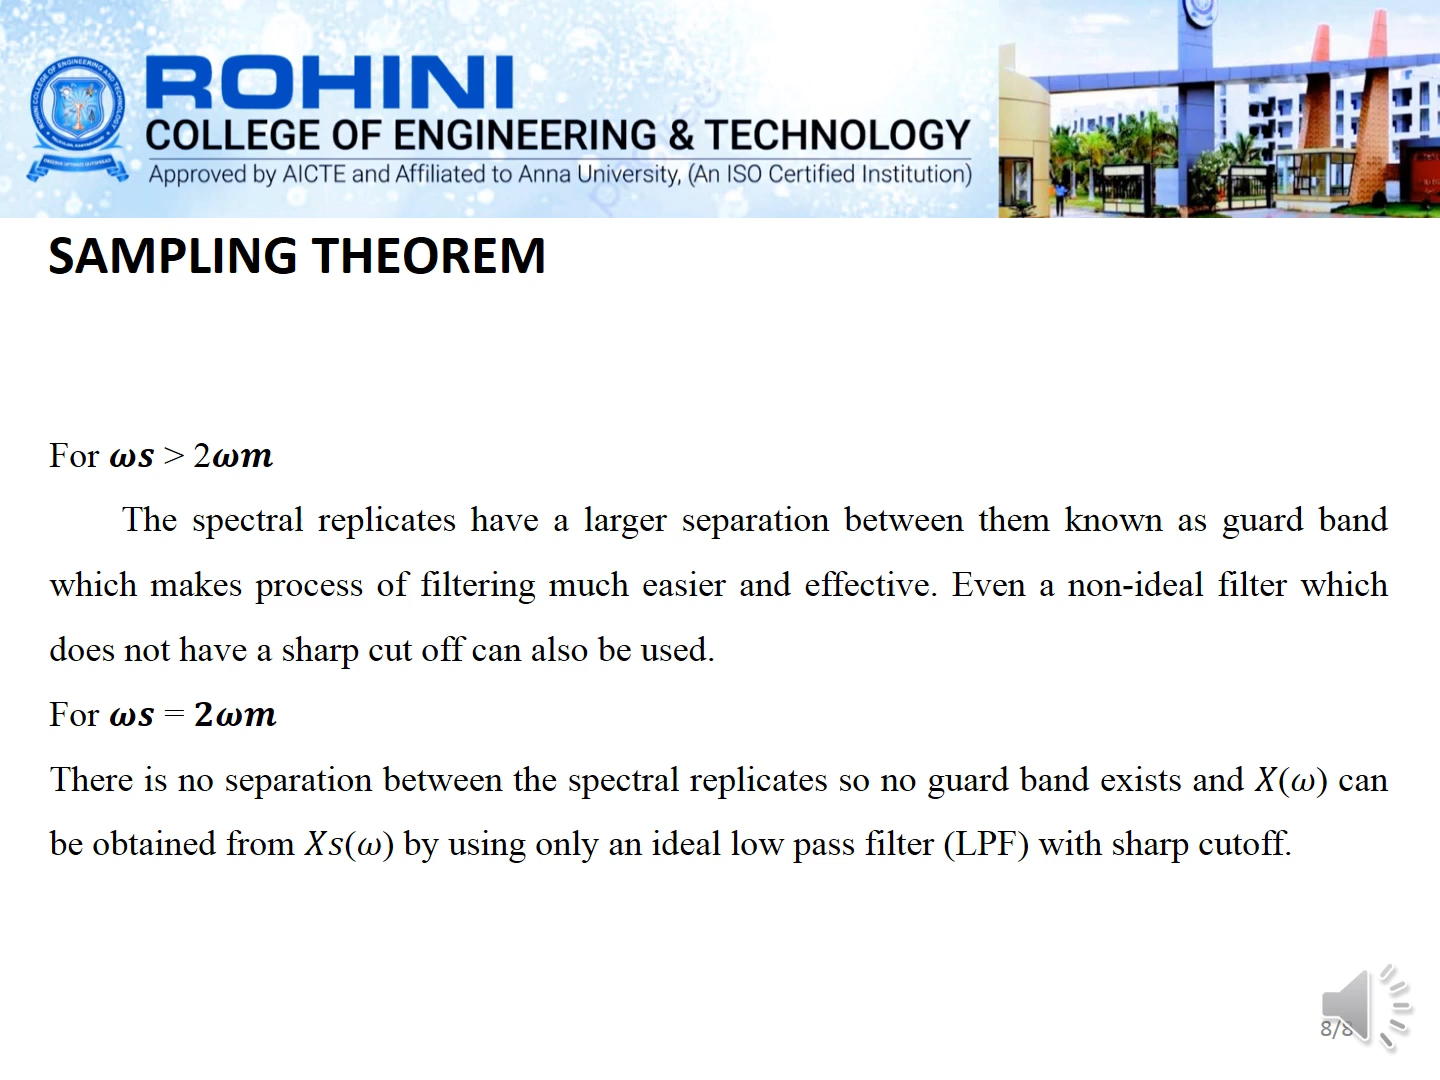 ROHINI
COLLEGE OF ENGINEERING & TECHNOLOGY
Approved by AICTE and Affiliated to Anna University, (An ISO Certified Institution)
SAMPLING THEOREM
For ωs > 2ωm
The spectral replicates have a larger separation between them known as guard band
which makes process of filtering much easier and effective. Even a non-ideal filter which
does not have a sharp cut off can also be used.
For ωs = 2ωm
There is no separation between the spectral replicates so no guard band exists and X(ω) can
be obtained from Xs(ω) by using only an ideal low pass filter (LPF) with sharp cutoff.
8/8